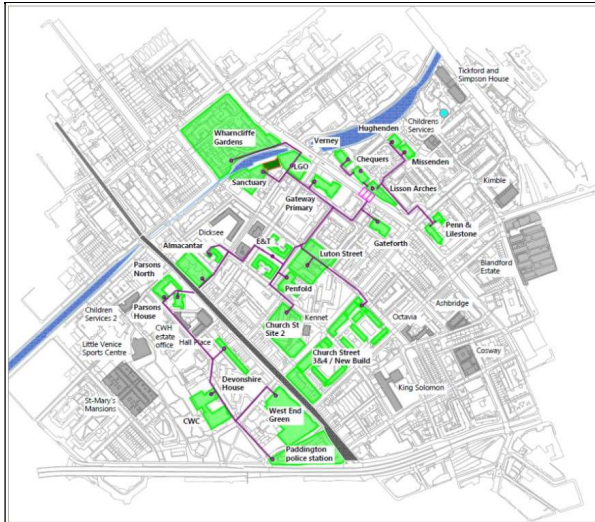 Tickford and
Simpson House
Hughenden
Childrens
Services
Verney
Wharncliffe
Gardens
Chequers
Missenden
LGO
Sanctuary
Lisson Arches
Kimble
Gateway
Primary
Penn &
Lilestone
Dicksee
E&T
Gateforth
Almacantar
Luton Street
Blandford
Estate
Parsons
North
Penfold
Parsons
House
Children
Services 2
CWH
estate
office
Hall Place
Church St
Site 2
Kennet
Octavia
Ashbridge
Little Venice
Sports Centre
Church Street
3&4 / New Build
Cosway
Devonshire
House
King Solomon
St-Mary's
Mansions
CWC
West End
Green
Paddington
police station